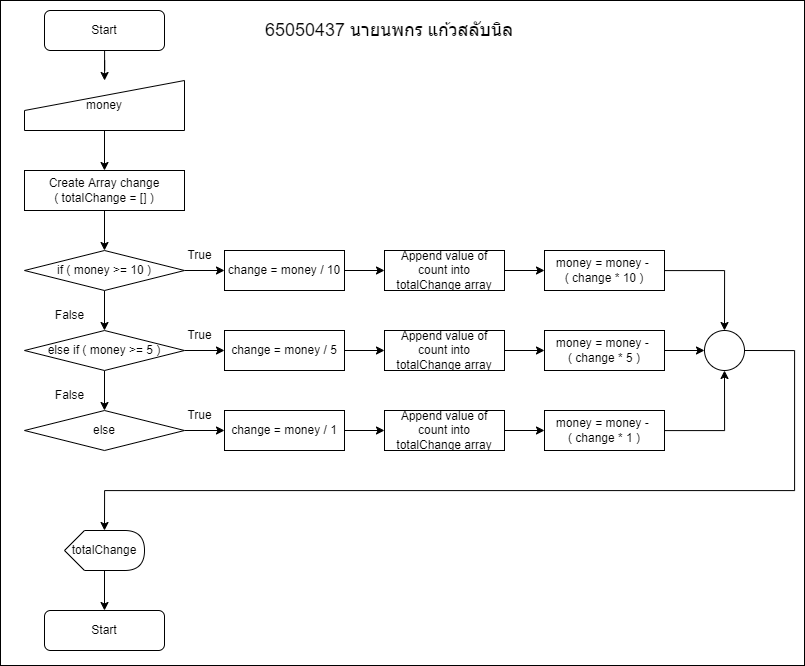 65050437 นายนพกร แก้วสลับนิล
Start
money
Create Array change
( totalChange = [] )
if ( money >= 10 )
True
change = money / 10
Append value of
count into
totalChange array
money = money -
( change * 10 )
False
else if ( money >= 5 )
True
change = money / 5
Append value of
count into
totalChange array
money = money -
( change * 5 )
False
else
True
change = money / 1
Append value of
count into
totalChange array
money = money -
( change * 1 )
totalChange
Start